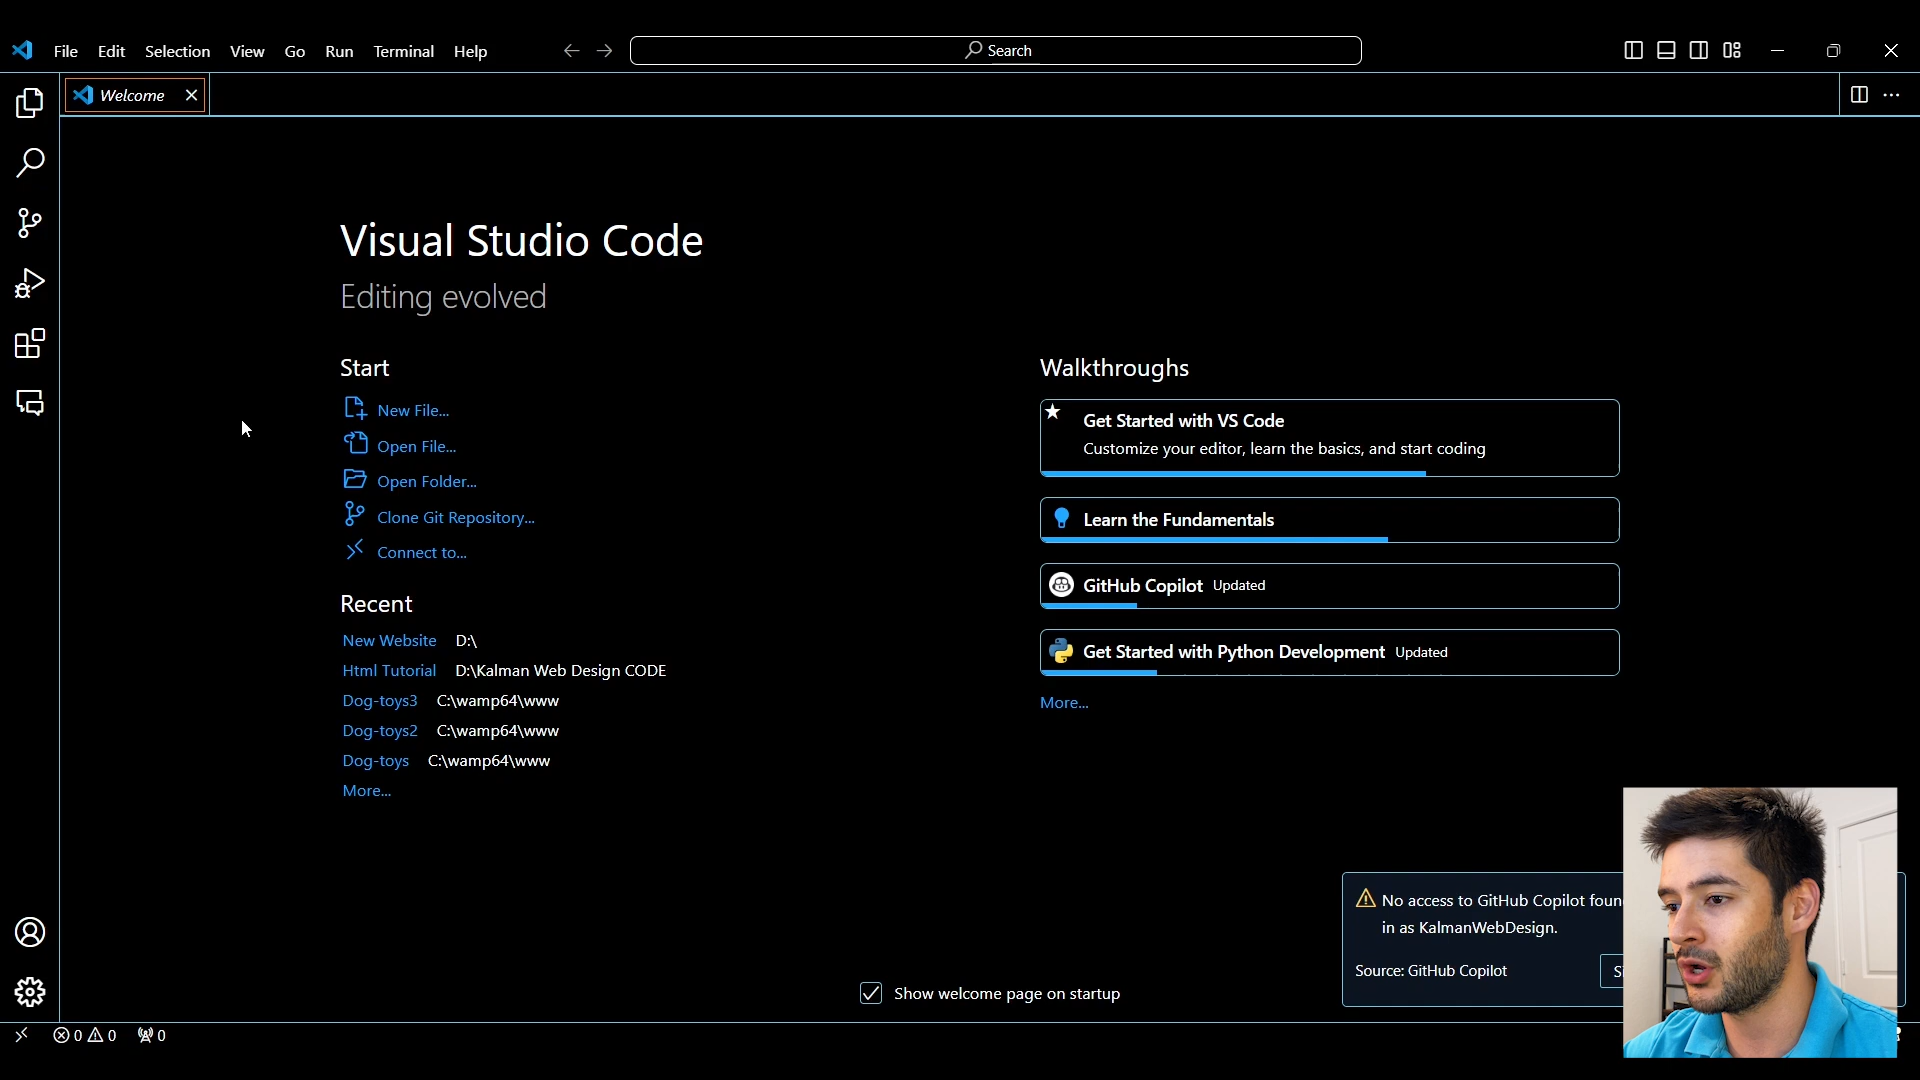 File Edit Selection View Go Run Terminal Help
Search
Welcome
Visual Studio Code
Editing evolved
Start
New File...
Open File...
Open Folder...
Clone Git Repository...
Connect to...
Recent
New Website D:\
Html Tutorial D:\Kalman Web Design CODE
Dog-toys3 C:\wamp64\www
Dog-toys2 C:\wamp64\www
Dog-toys C:\wamp64\www
More...
Walkthroughs
Get Started with VS Code
Customize your editor, learn the basics, and start coding
Learn the Fundamentals
GitHub Copilot Updated
Get Started with Python Development Updated
More...
No access to GitHub Copilot foun
in as KalmanWebDesign.
Source: GitHub Copilot
Show welcome page on startup
0 0 0